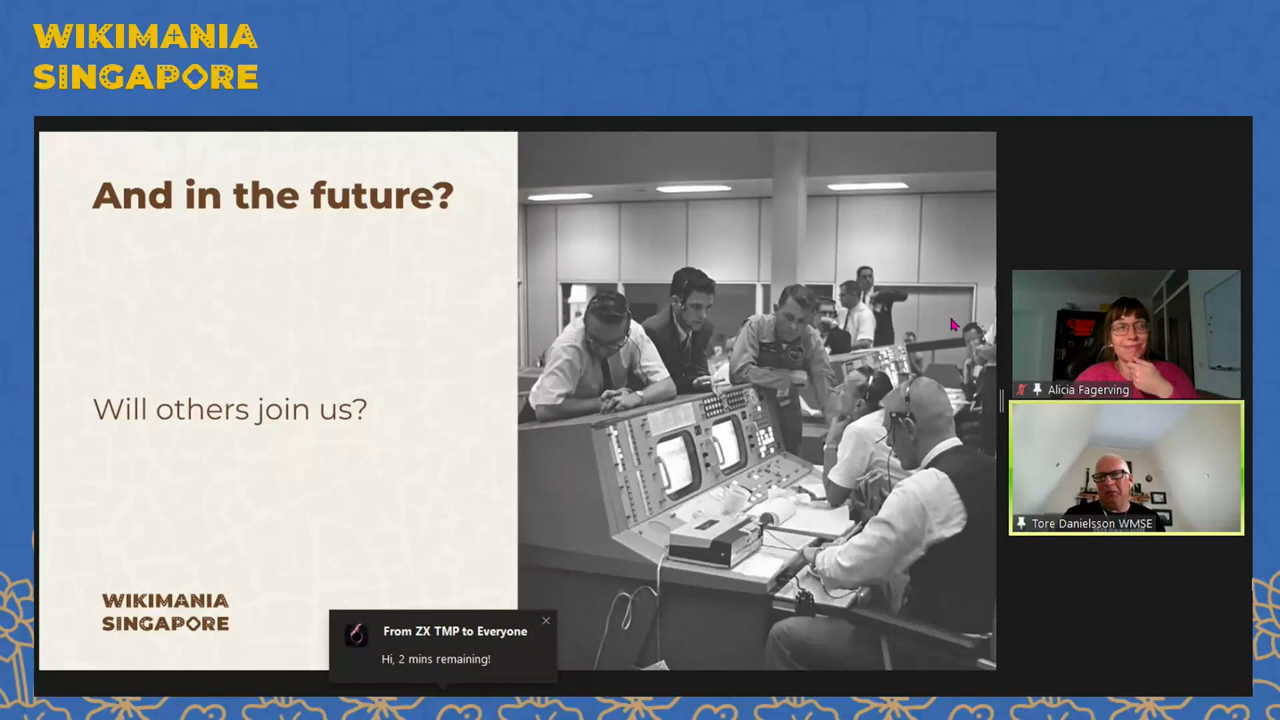 WIKIMANIA
SINGAPORE
And in the future?
Will others join us?
WIKIMANIA
SINGAPORE
From ZX TMP to Everyone
Hi, 2 mins remaining!
Alicia Fagerving
Tore Danielsson WMSE